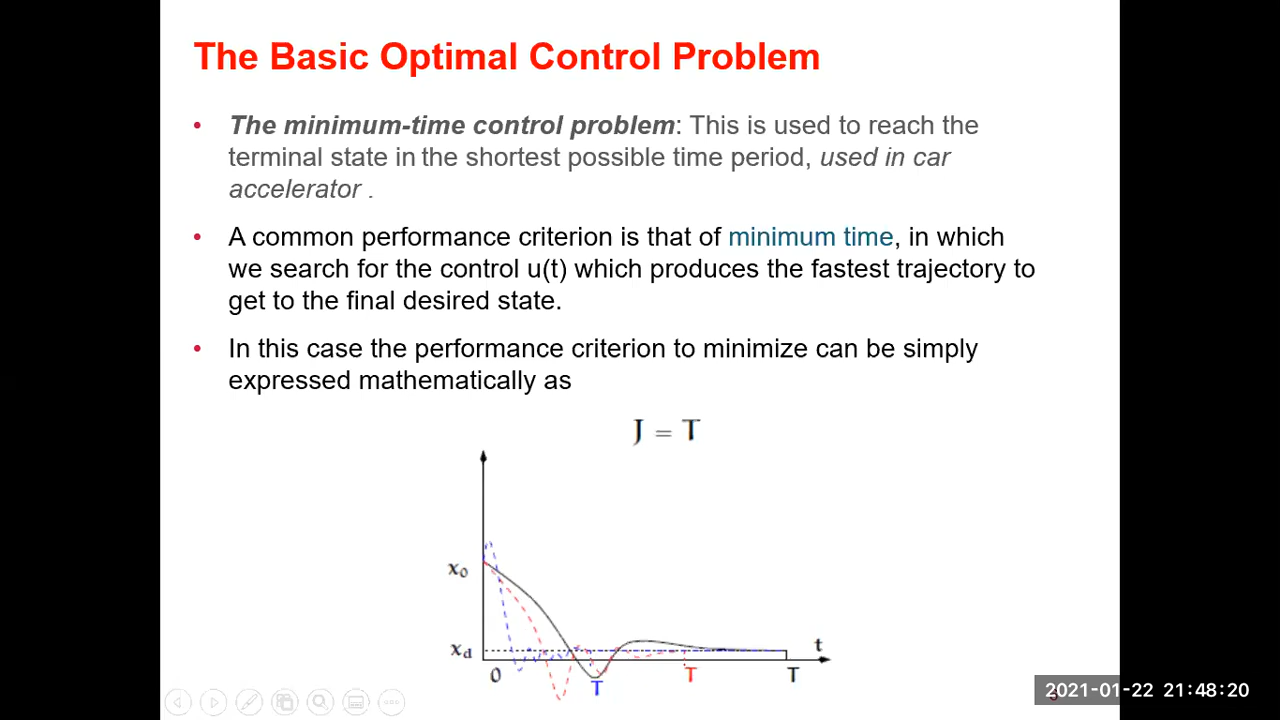 The Basic Optimal Control Problem
• The minimum-time control problem: This is used to reach the
terminal state in the shortest possible time period, used in car
accelerator .
• A common performance criterion is that of minimum time, in which
we search for the control u(t) which produces the fastest trajectory to
get to the final desired state.
• In this case the performance criterion to minimize can be simply
expressed mathematically as
J = T
x₀
x_d
t
0
T
T
T
2021-01-22 21:48:20